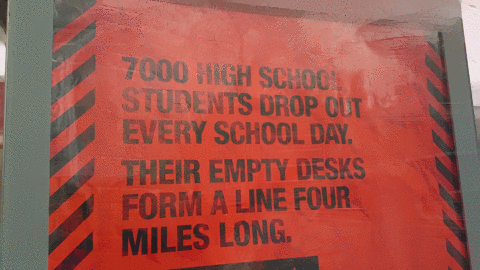 7000 HIGH SCHOOL
STUDENTS DROP OUT
EVERY SCHOOL DAY.
THEIR EMPTY DESKS
FORM A LINE FOUR
MILES LONG.